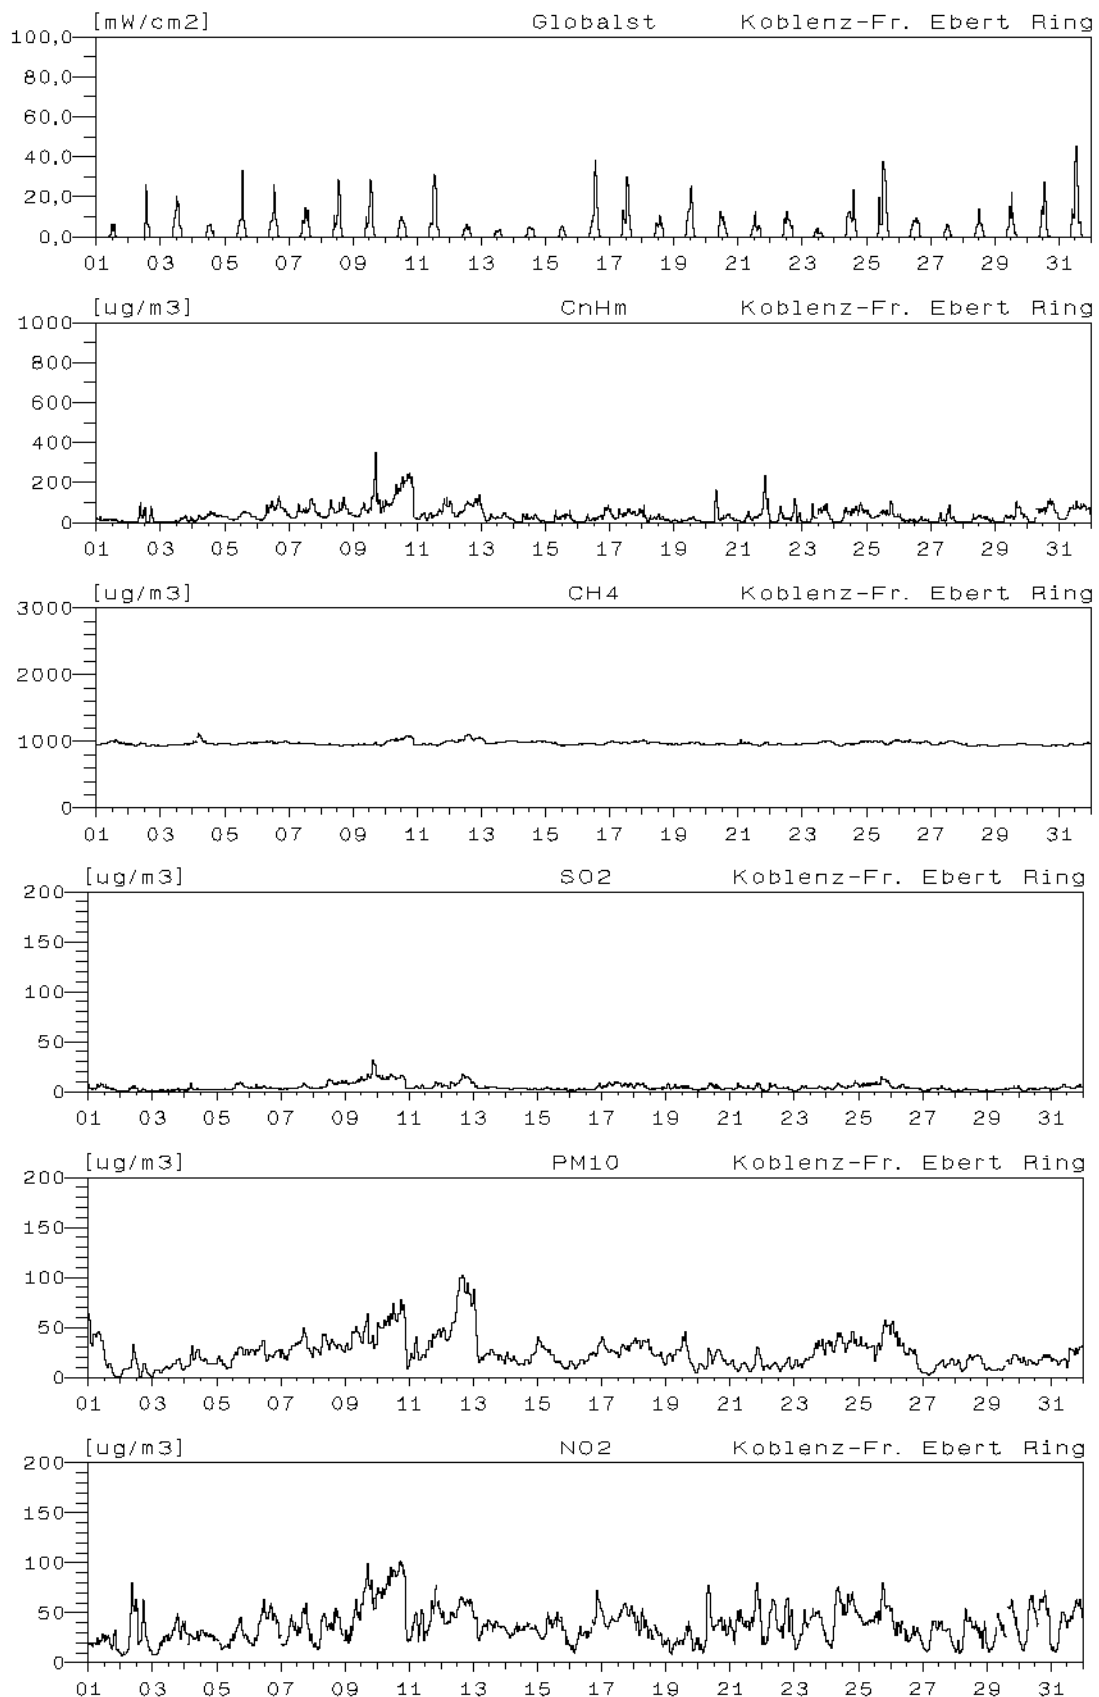 [mW/cm2] Globalst Koblenz-Fr. Ebert Ring
100,0
80,0
60,0
40,0
20,0
0,0
01 03 05 07 09 11 13 15 17 19 21 23 25 27 29 31
[ug/m3] CnHm Koblenz-Fr. Ebert Ring
1000
800
600
400
200
0
01 03 05 07 09 11 13 15 17 19 21 23 25 27 29 31
[ug/m3] CH4 Koblenz-Fr. Ebert Ring
3000
2000
1000
0
01 03 05 07 09 11 13 15 17 19 21 23 25 27 29 31
[ug/m3] SO2 Koblenz-Fr. Ebert Ring
200
150
100
50
0
01 03 05 07 09 11 13 15 17 19 21 23 25 27 29 31
[ug/m3] PM10 Koblenz-Fr. Ebert Ring
200
150
100
50
0
01 03 05 07 09 11 13 15 17 19 21 23 25 27 29 31
[ug/m3] NO2 Koblenz-Fr. Ebert Ring
200
150
100
50
0
01 03 05 07 09 11 13 15 17 19 21 23 25 27 29 31